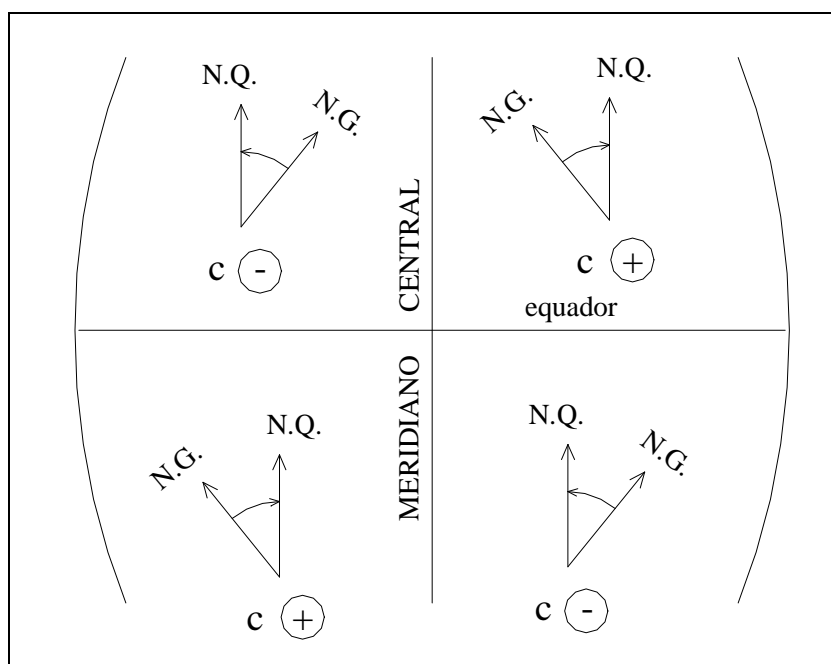 N.Q.
N.G.
c -
N.Q.
N.G.
c +
MERIDIANO CENTRAL
equador
N.Q.
N.G.
c +
N.Q.
N.G.
c -